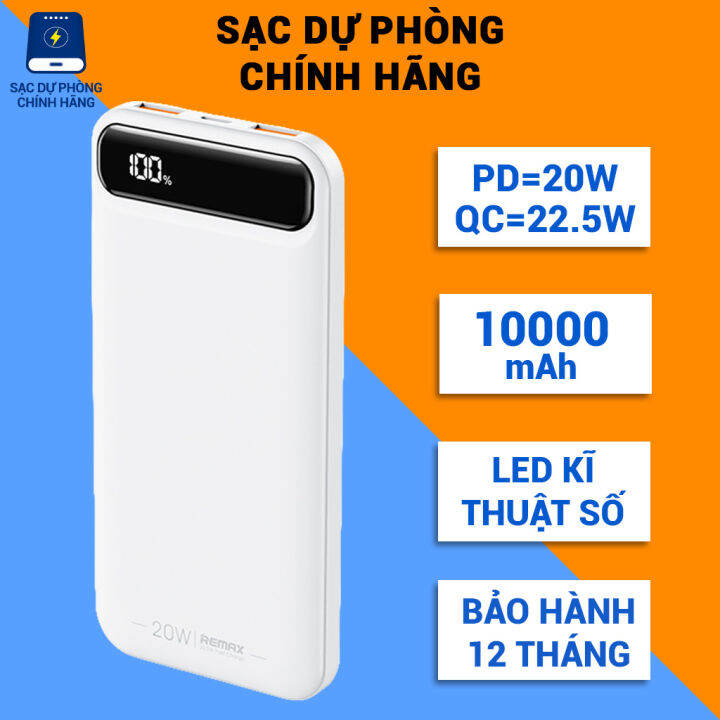 SẠC DỰ PHÒNG
CHÍNH HÃNG
SẠC DỰ PHÒNG
CHÍNH HÃNG
100%
PD=20W
QC=22.5W
10000
mAh
LED KĨ
THUẬT SỐ
BẢO HÀNH
12 THÁNG
20W REMAX